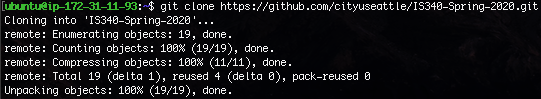 ubuntu@ip-172-31-11-93:~$ git clone https://github.com/cityuseattle/IS340-Spring-2020.git
Cloning into 'IS340-Spring-2020'...
remote: Enumerating objects: 19, done.
remote: Counting objects: 100% (19/19), done.
remote: Compressing objects: 100% (11/11), done.
remote: Total 19 (delta 1), reused 4 (delta 0), pack-reused 0
Unpacking objects: 100% (19/19), done.